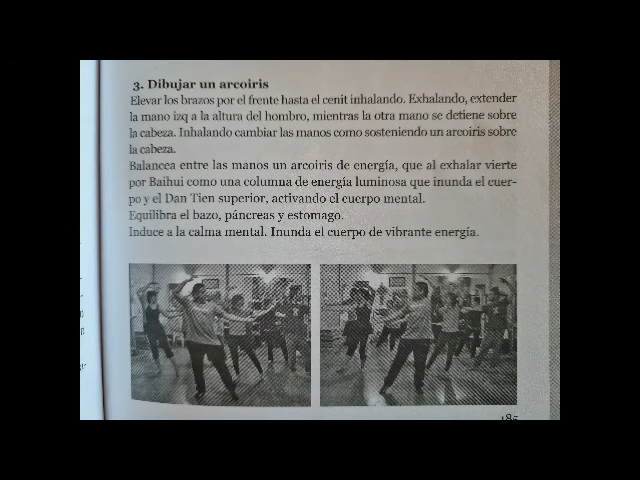 3. Dibujar un arcoiris
Elevar los brazos por el frente hasta el cenit inhalando. Exhalando, extender
la mano izq a la altura del hombro, mientras la otra mano se detiene sobre
la cabeza. Inhalando cambiar las manos como sosteniendo un arcoiris sobre
la cabeza.
Balancea entre las manos un arcoiris de energía, que al exhalar vierte
por Baihui como una columna de energía luminosa que inunda el cuer-
po y el Dan Tien superior, activando el cuerpo mental.
Equilibra el bazo, páncreas y estomago.
Induce a la calma mental. Inunda el cuerpo de vibrante energía.